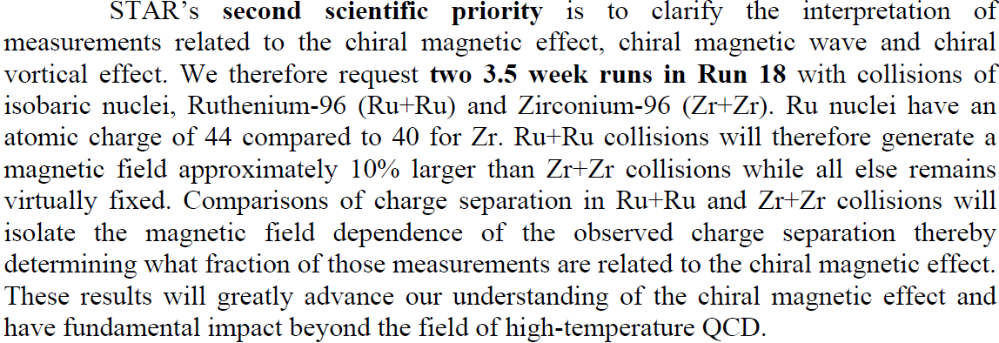 STAR's second scientific priority is to clarify the interpretation of
measurements related to the chiral magnetic effect, chiral magnetic wave and chiral
vortical effect. We therefore request two 3.5 week runs in Run 18 with collisions of
isobaric nuclei, Ruthenium-96 (Ru+Ru) and Zirconium-96 (Zr+Zr). Ru nuclei have an
atomic charge of 44 compared to 40 for Zr. Ru+Ru collisions will therefore generate a
magnetic field approximately 10% larger than Zr+Zr collisions while all else remains
virtually fixed. Comparisons of charge separation in Ru+Ru and Zr+Zr collisions will
isolate the magnetic field dependence of the observed charge separation thereby
determining what fraction of those measurements are related to the chiral magnetic effect.
These results will greatly advance our understanding of the chiral magnetic effect and
have fundamental impact beyond the field of high-temperature QCD.